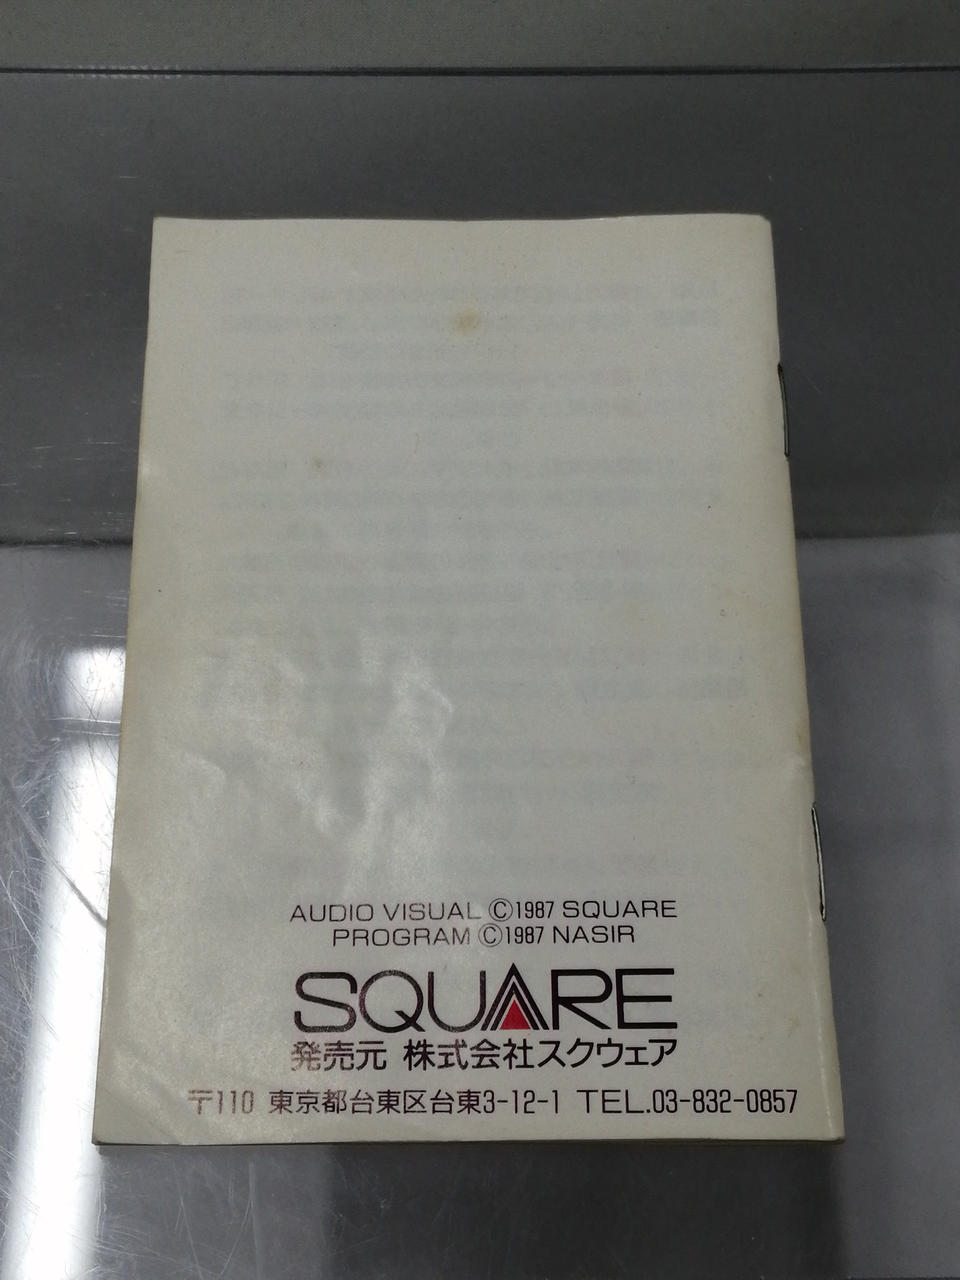 AUDIO VISUAL ©1987 SQUARE
PROGRAM ©1987 NASIR
SQUARE
発売元 株式会社スクウェア
〒110 東京都台東区台東3-12-1 TEL.03-832-0857